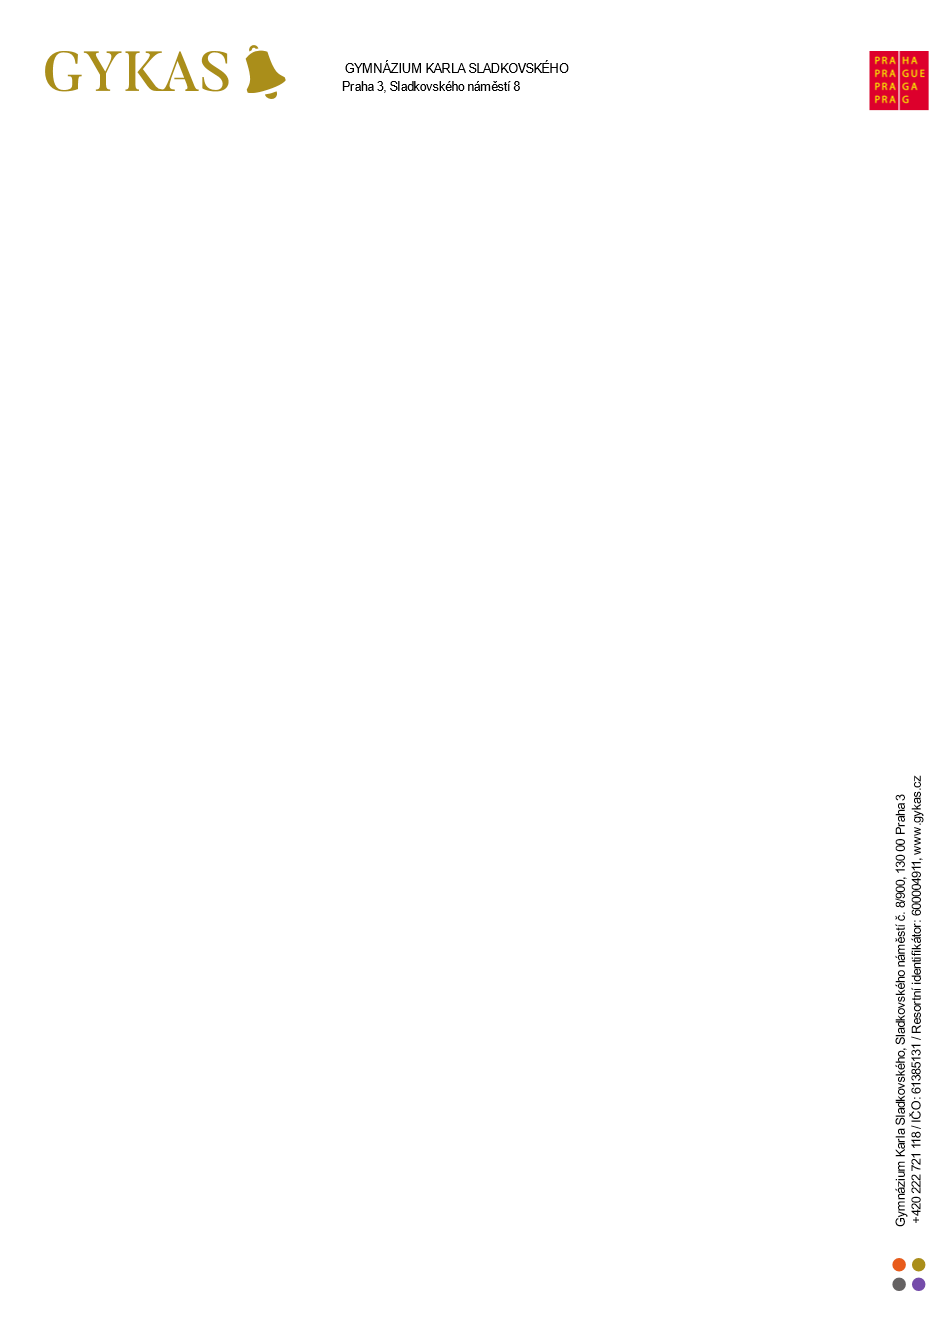 GYKAS
GYMNÁZIUM KARLA SLADKOVSKÉHO
Praha 3, Sladkovského náměstí 8
PRA HA
PRA GUE
PRA GA
PRA G
Gymnázium Karla Sladkovského, Sladkovského náměstí č. 8/900, 130 00 Praha 3
+420 222 721 118 / IČO: 61385131 / Resortní identifikátor: 600004911, www.gykas.cz